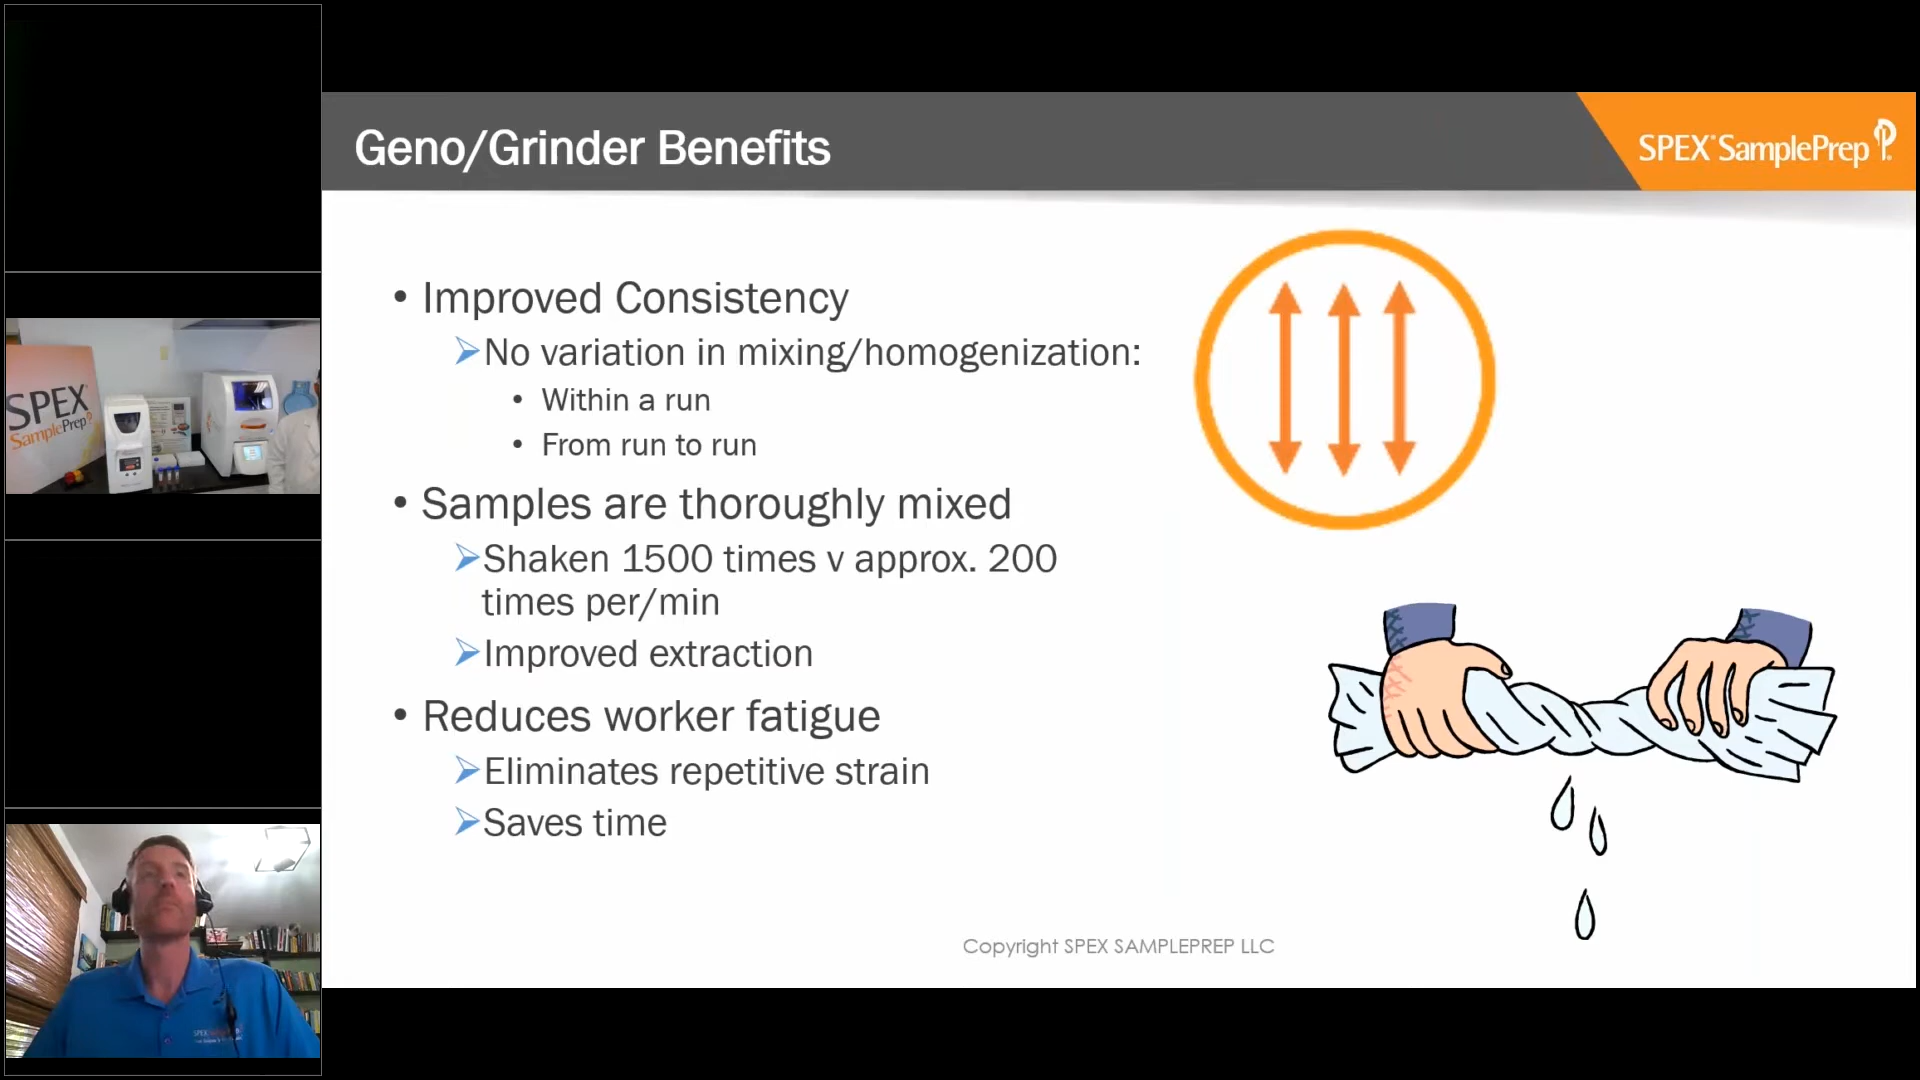 Geno/Grinder Benefits
SPEX SamplePrep
• Improved Consistency
➢No variation in mixing/homogenization:
• Within a run
• From run to run
• Samples are thoroughly mixed
➢Shaken 1500 times v approx. 200
times per/min
➢Improved extraction
• Reduces worker fatigue
➢Eliminates repetitive strain
➢Saves time
Copyright SPEX SAMPLEPREP LLC
SPEX
SamplePrep
SPEX